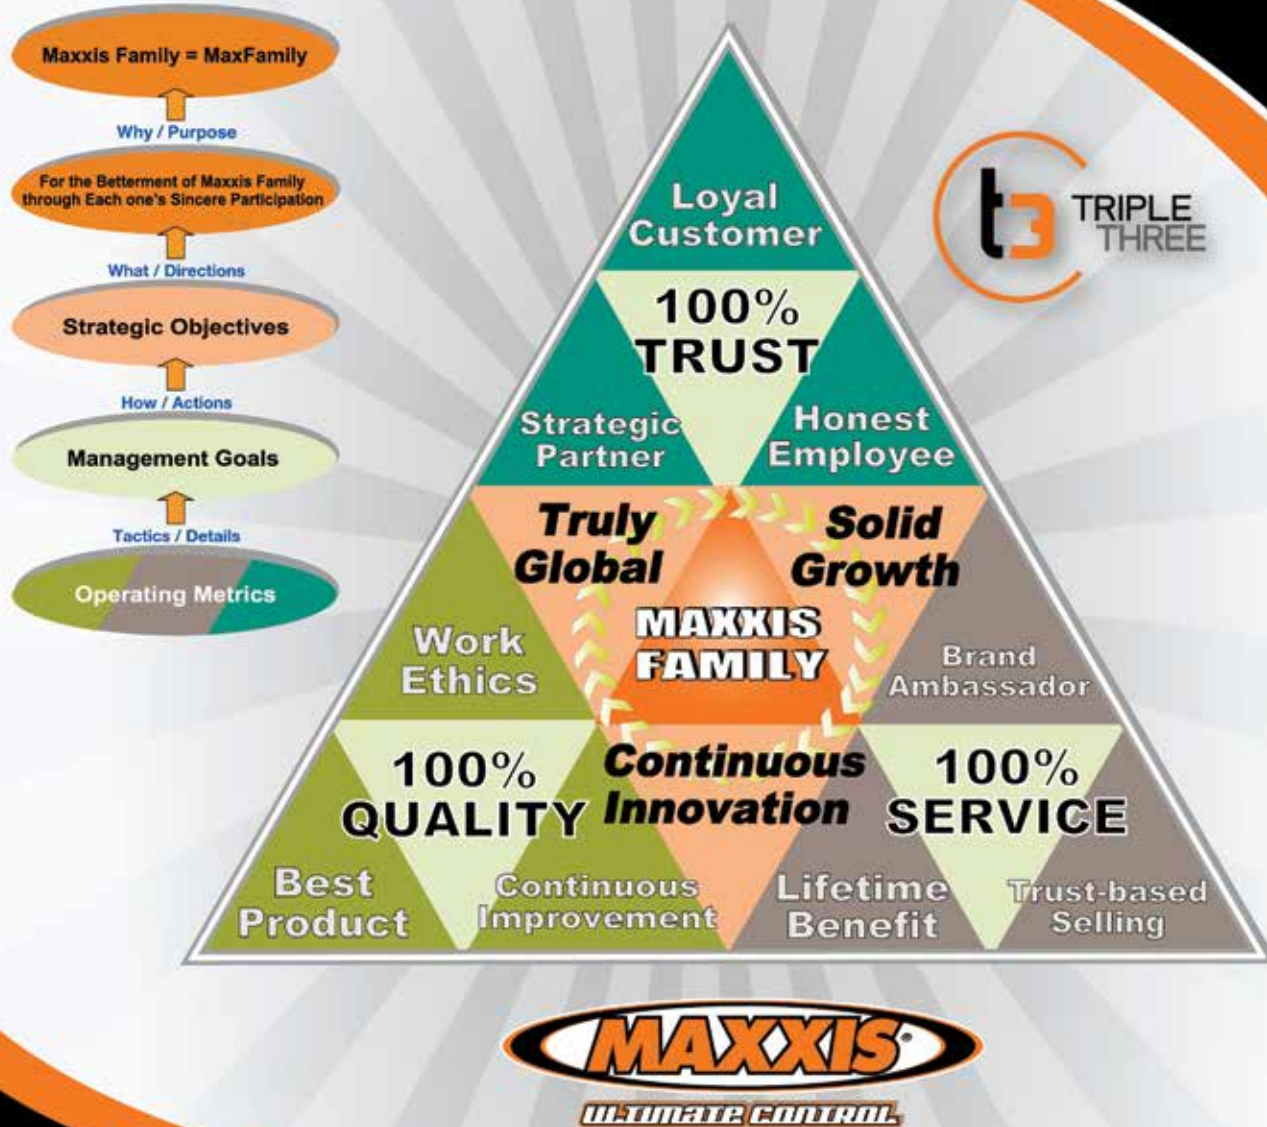 Maxxis Family = MaxFamily
Why / Purpose
For the Betterment of Maxxis Family
through Each one's Sincere Participation
What / Directions
Strategic Objectives
How / Actions
Management Goals
Tactics / Details
Operating Metrics
t3 TRIPLE
THREE
Loyal
Customer
100%
TRUST
Strategic
Partner
Honest
Employee
Truly
Global
Solid
Growth
MAXXIS
FAMILY
Work
Ethics
Brand
Ambassador
100%
QUALITY
Continuous
Innovation
100%
SERVICE
Best
Product
Continuous
Improvement
Lifetime
Benefit
Trust-based
Selling
MAXXIS®
ULTIMATE CONTROL